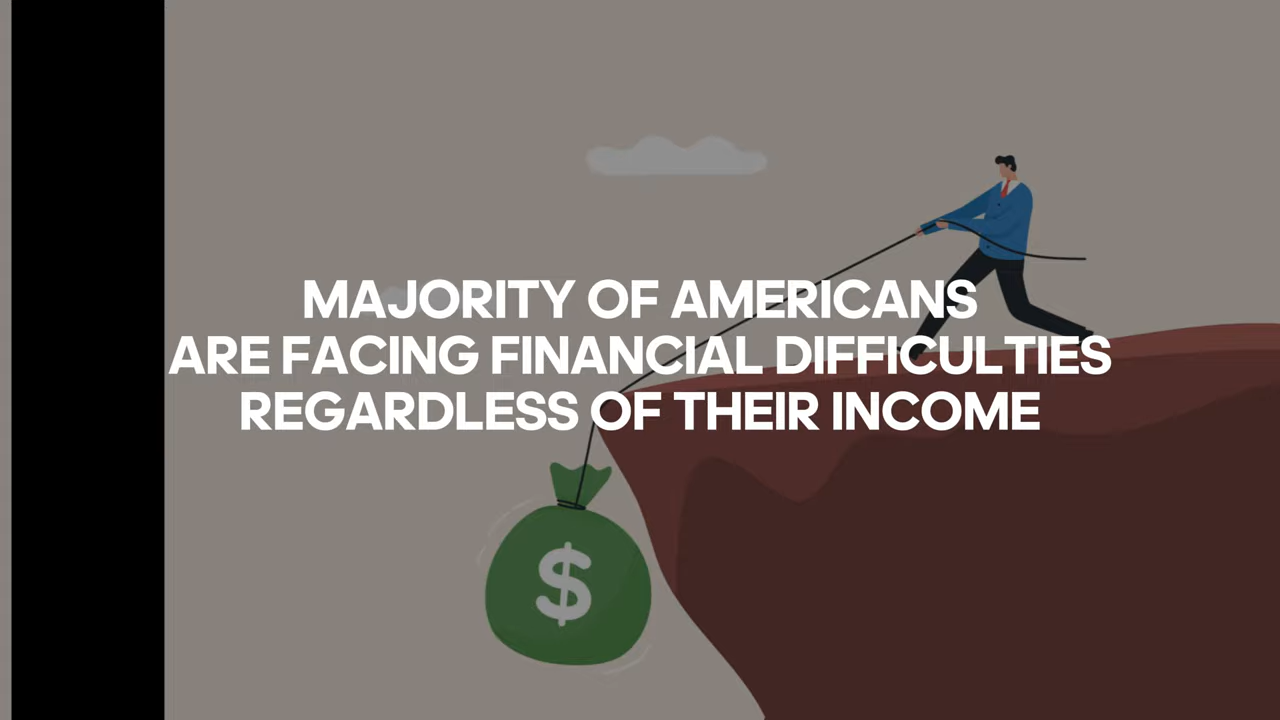 MAJORITY OF AMERICANS
ARE FACING FINANCIAL DIFFICULTIES
REGARDLESS OF THEIR INCOME
$